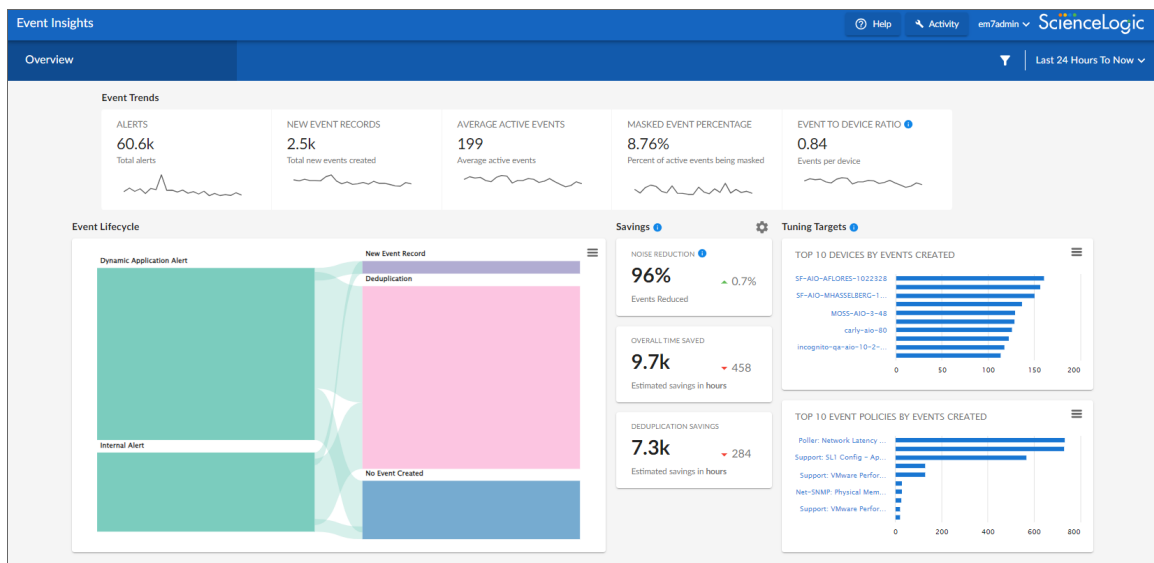 Event Insights
Help
Activity
em7admin
ScienceLogic
Overview
Last 24 Hours To Now
Event Trends
ALERTS
60.6k
Total alerts
NEW EVENT RECORDS
2.5k
Total new events created
AVERAGE ACTIVE EVENTS
199
Average active events
MASKED EVENT PERCENTAGE
8.76%
Percent of active events being masked
EVENT TO DEVICE RATIO
0.84
Events per device
Event Lifecycle
Dynamic Application Alert
Internal Alert
New Event Record
Deduplication
No Event Created
Savings
NOISE REDUCTION
96%
0.7%
Events Reduced
OVERALL TIME SAVED
9.7k
458
Estimated savings in hours
DEDUPLICATION SAVINGS
7.3k
284
Estimated savings in hours
Tuning Targets
TOP 10 DEVICES BY EVENTS CREATED
SF-AIO-AFLORES-1022328
SF-AIO-MHASSELBERG-1...
MOSS-AIO-3-48
carly-aio-80
incognito-qa-aio-10-2-...
0 50 100 150 200
TOP 10 EVENT POLICIES BY EVENTS CREATED
Poller: Network Latency ...
Support: SL1 Config - Ap...
Support: VMware Perfor...
Net-SNMP: Physical Mem...
Support: VMware Perfor...
0 200 400 600 800